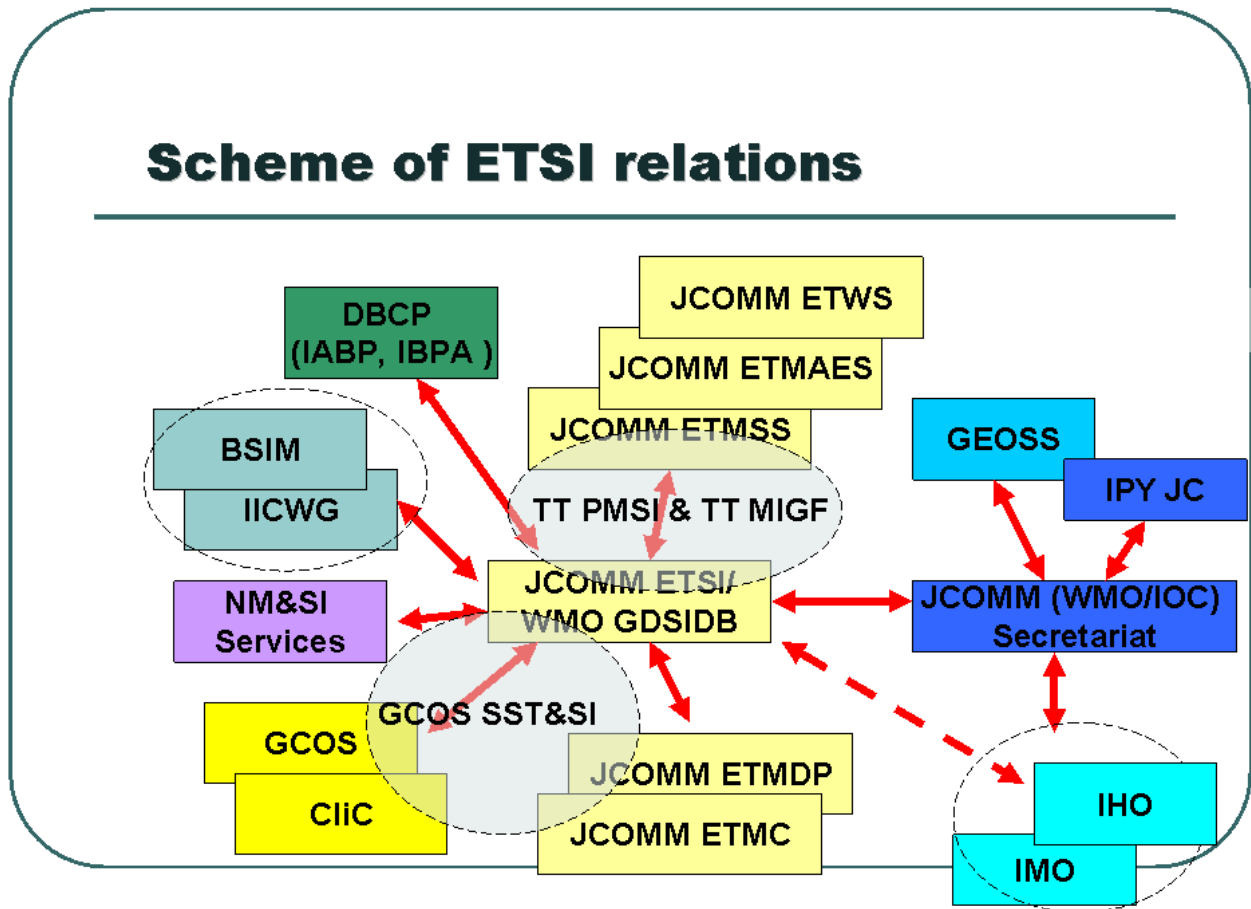 Scheme of ETSI relations
JCOMM ETWS
DBCP
(IABP, IBPA )
JCOMM ETMAES
JCOMM ETMSS
BSIM
IICWG
GEOSS
IPY JC
TT PMSI & TT MIGF
JCOMM ETSI/
WMO GDSIDB
NM&SI
Services
JCOMM (WMO/IOC)
Secretariat
GCOS SST&SI
GCOS
CliC
JCOMM ETMDP
JCOMM ETMC
IHO
IMO